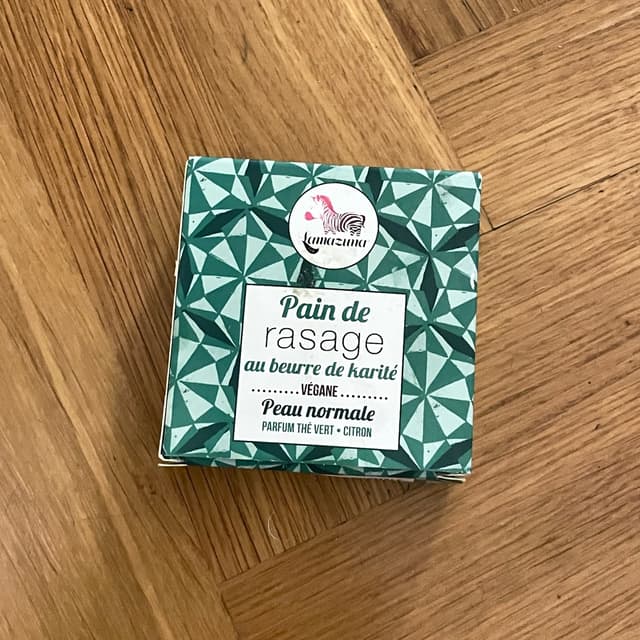 Lamazuna
Pain de
rasage
au beurre de karité
.........VÉGANE.........
Peau normale
PARFUM THÉ VERT • CITRON